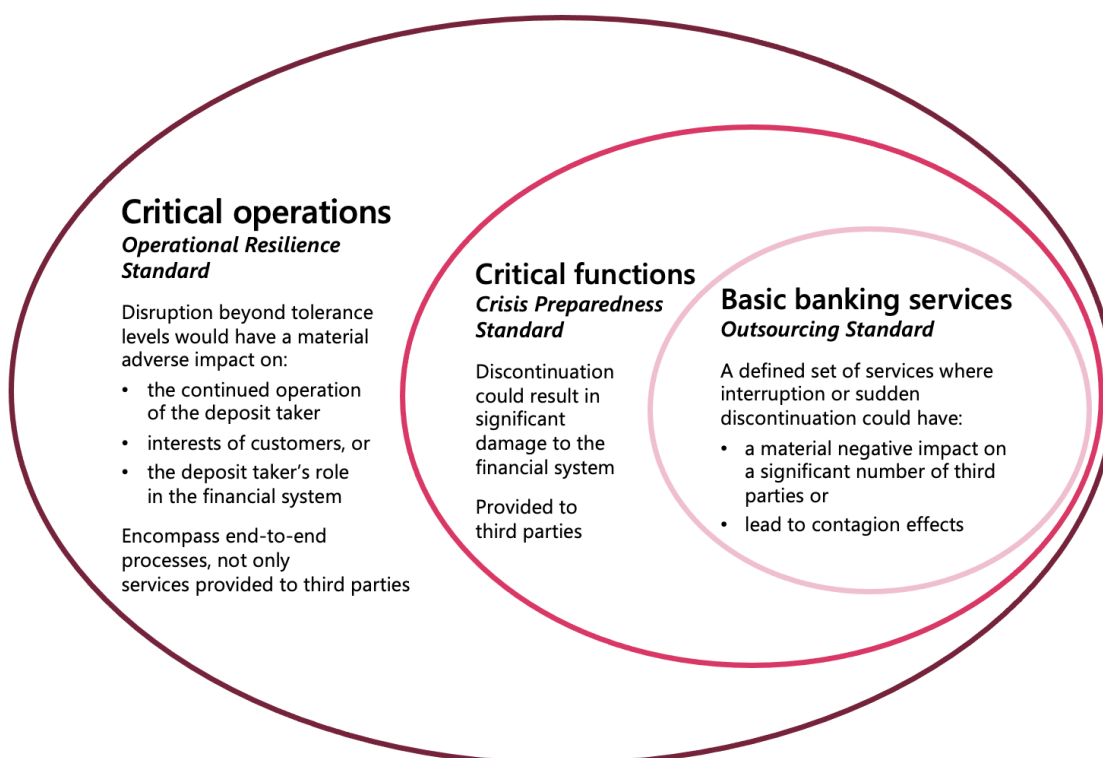 Critical operations
Operational Resilience
Standard
Disruption beyond tolerance
levels would have a material
adverse impact on:
• the continued operation
of the deposit taker
• interests of customers, or
• the deposit taker’s role
in the financial system
Encompass end-to-end
processes, not only
services provided to third parties
Critical functions
Crisis Preparedness
Standard
Discontinuation
could result in
significant
damage to the
financial system
Provided to
third parties
Basic banking services
Outsourcing Standard
A defined set of services where
interruption or sudden
discontinuation could have:
• a material negative impact on
a significant number of third
parties or
• lead to contagion effects